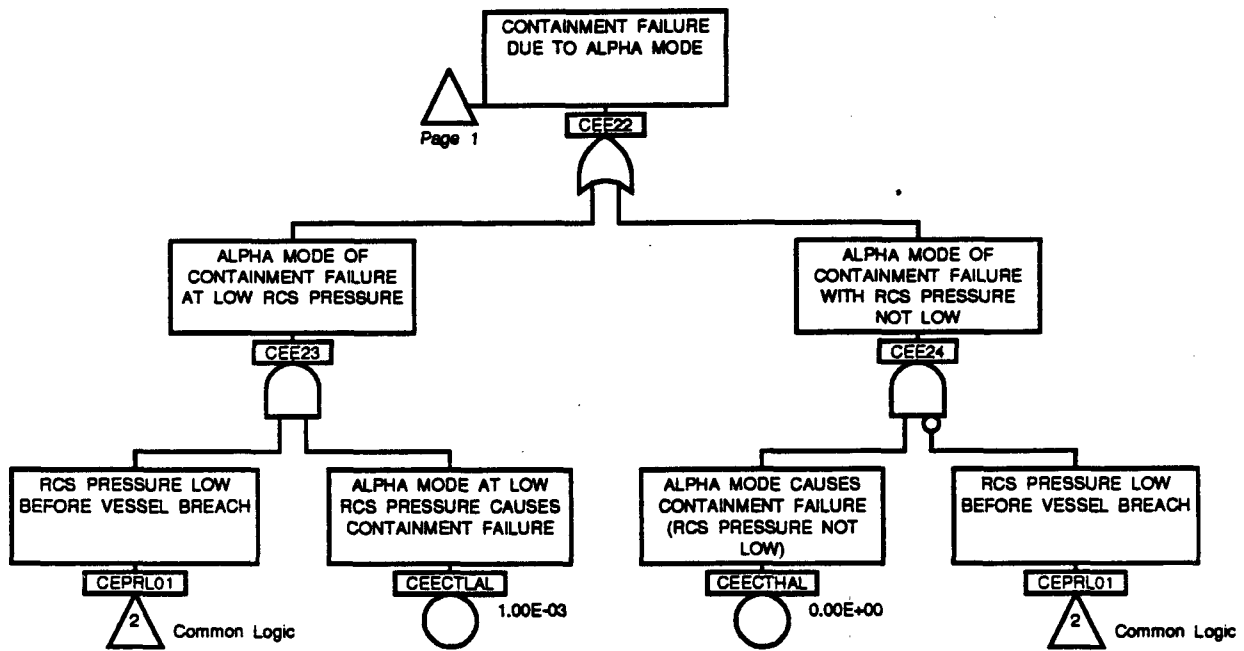 CONTAINMENT FAILURE
DUE TO ALPHA MODE
Page 1
CEE22
ALPHA MODE OF
CONTAINMENT FAILURE
AT LOW RCS PRESSURE
CEE23
ALPHA MODE OF
CONTAINMENT FAILURE
WITH RCS PRESSURE
NOT LOW
CEE24
RCS PRESSURE LOW
BEFORE VESSEL BREACH
CEPRL01
2
Common Logic
ALPHA MODE AT LOW
RCS PRESSURE CAUSES
CONTAINMENT FAILURE
CEECTLAL
1.00E-03
ALPHA MODE CAUSES
CONTAINMENT FAILURE
(RCS PRESSURE NOT
LOW)
CEECTHAL
0.00E+00
RCS PRESSURE LOW
BEFORE VESSEL BREACH
CEPRL01
2
Common Logic